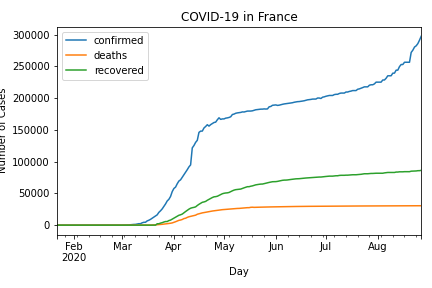 COVID-19 in France
confirmed
deaths
recovered
300000
250000
200000
150000
100000
50000
0
Number of Cases
Feb
2020
Mar
Apr
May
Jun
Jul
Aug
Day